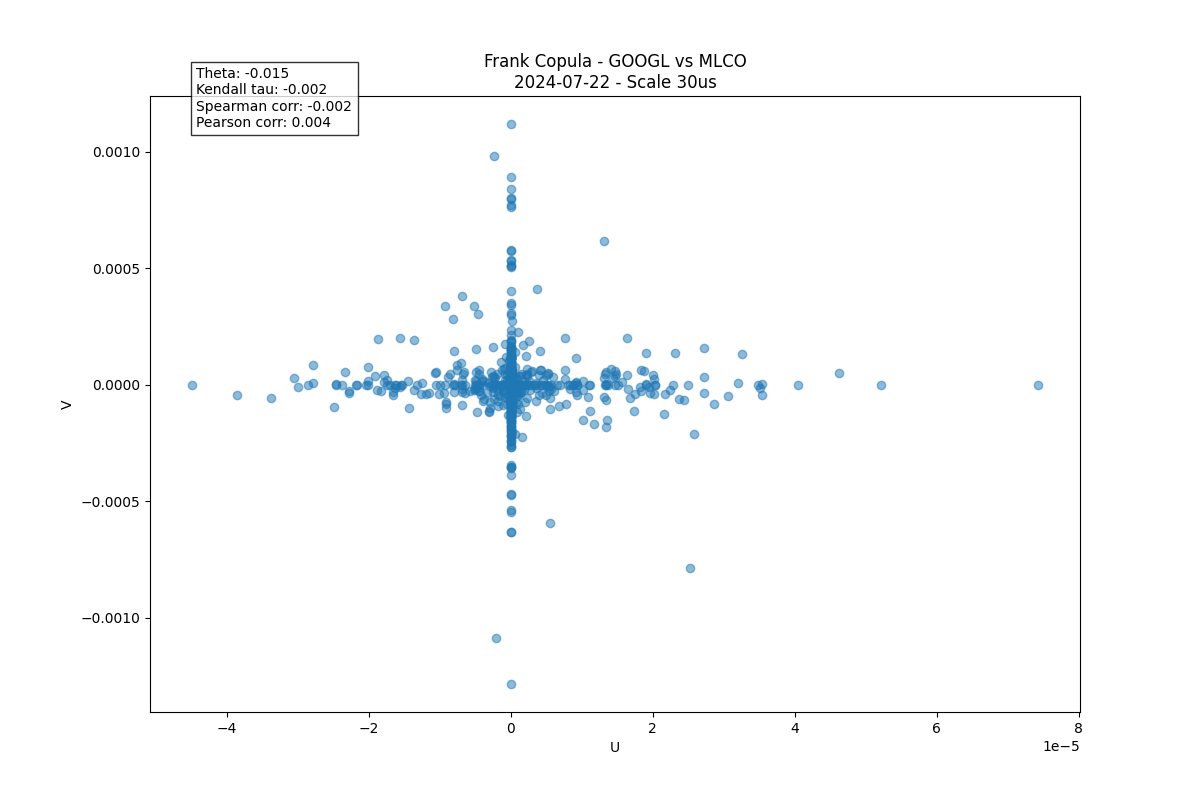 Frank Copula - GOOGL vs MLCO
2024-07-22 - Scale 30us
Theta: -0.015
Kendall tau: -0.002
Spearman corr: -0.002
Pearson corr: 0.004
0.0010
0.0005
0.0000
−0.0005
−0.0010
V
−4
−2
0
2
4
6
8
1e−5
U